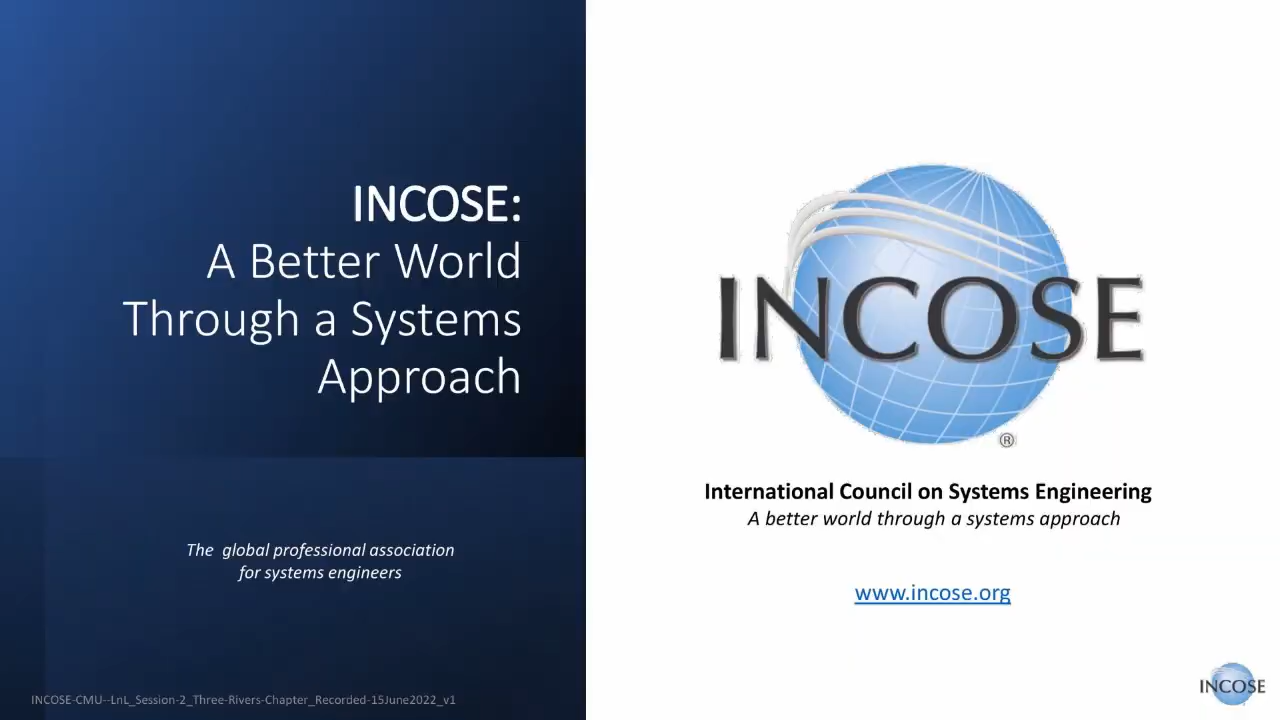 INCOSE:
A Better World
Through a Systems
Approach
The  global professional association
for systems engineers
INCOSE-CMU--LnL_Session-2_Three-Rivers-Chapter_Recorded-15June2022_v1
INCOSE
®
International Council on Systems Engineering
A better world through a systems approach
www.incose.org
INCOSE